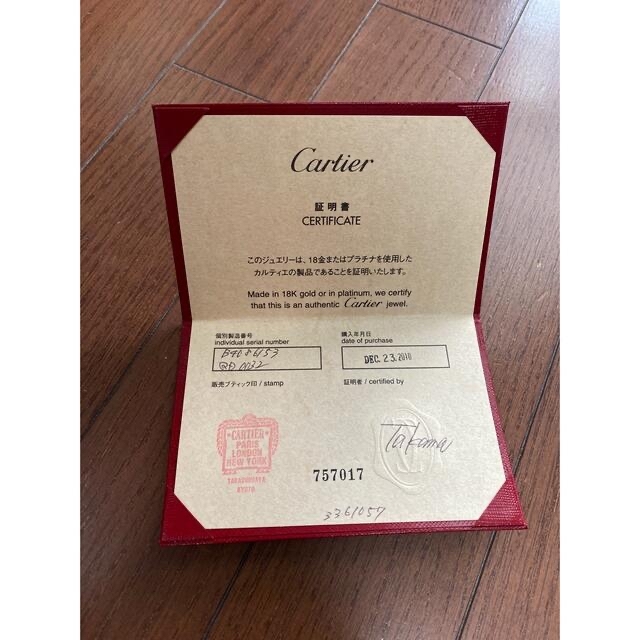 Cartier
証明書
CERTIFICATE
このジュエリーは、18金またはプラチナを使用した
カルティエの製品であることを証明いたします。
Made in 18K gold or in platinum, we certify
that this is an authentic Cartier jewel.
個別製造番号
individual serial number
購入年月日
date of purchase
B4086153
DEC. 23.2010
販売ブティック印 / stamp
証明者 / certified by
CARTIER
PARIS
LONDON
NEW YORK
TAKASHIMAYA
KYOTO
757017
3361057